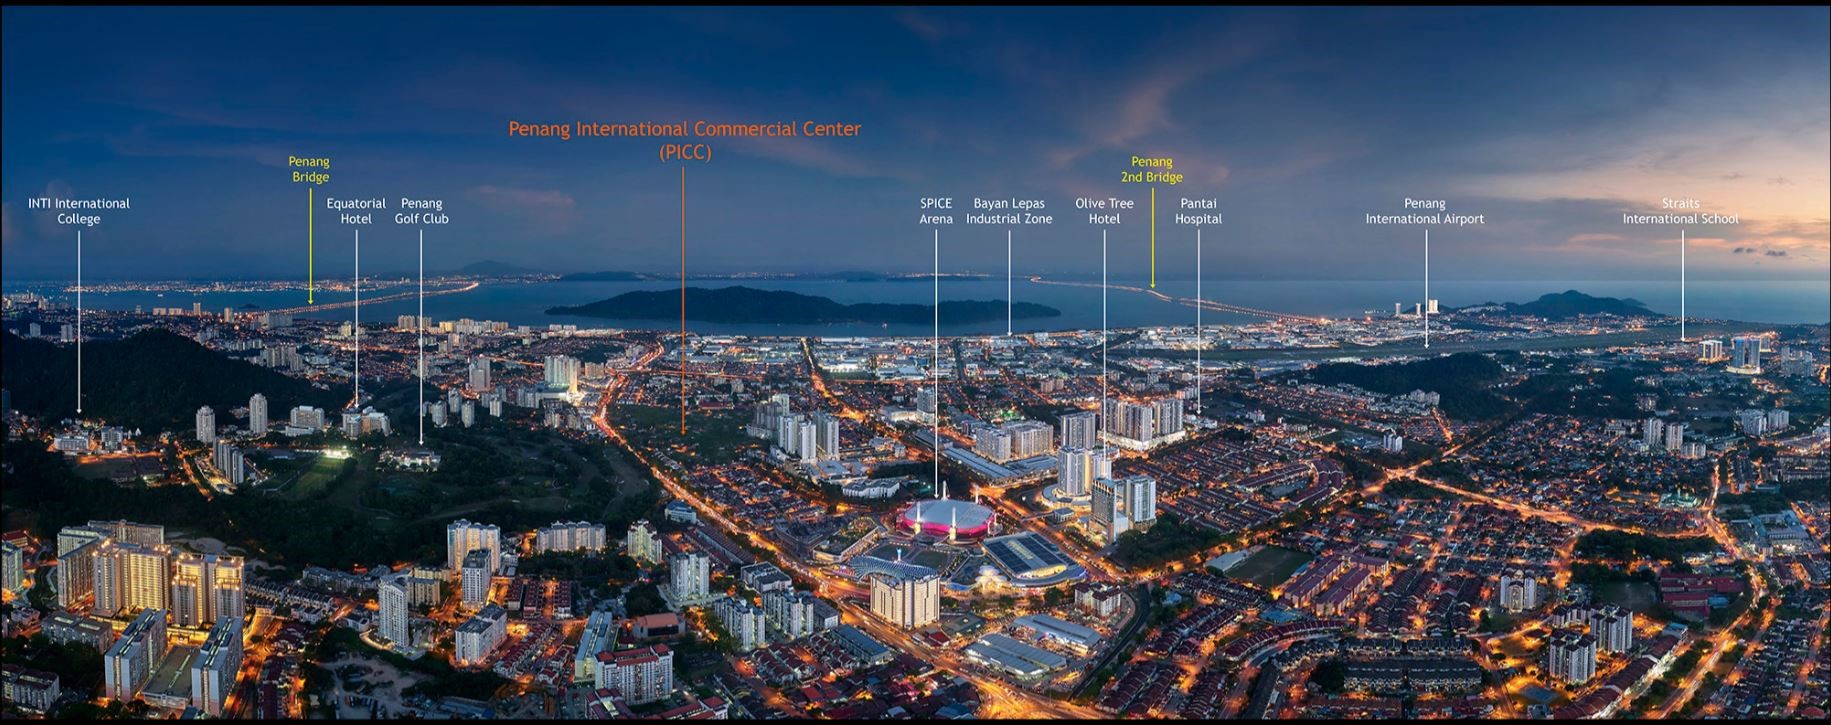 Penang International Commercial Center
(PICC)
Penang
Bridge
Penang
2nd Bridge
INTI International
College
Equatorial
Hotel
Penang
Golf Club
SPICE
Arena
Bayan Lepas
Industrial Zone
Olive Tree
Hotel
Pantai
Hospital
Penang
International Airport
Straits
International School